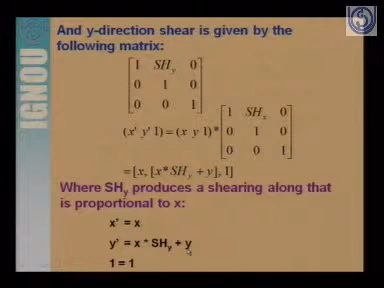 And y-direction shear is given by the
following matrix:
1 SHy 0
0 1 0
0 0 1
(x' y' 1) = (x y 1)*
1 SHx 0
0 1 0
0 0 1
= [x, [x* SHy + y], 1]
Where SHy produces a shearing along that
is proportional to x:
x' = x
y' = x * SHy + y
1 = 1
IGNOU